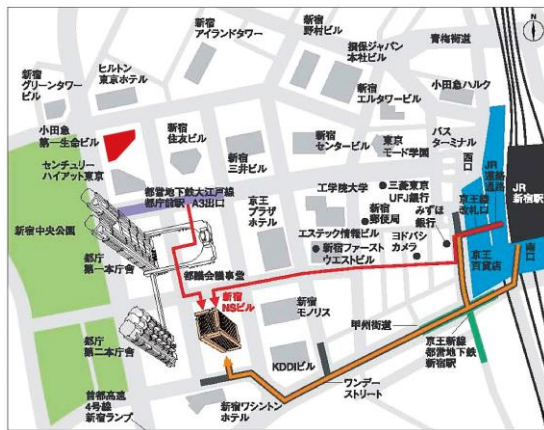 新宿
アイランドタワー
新宿
野村ビル
損保ジャパン
本社ビル
青梅街道
N
新宿
グリーンタワー
ビル
ヒルトン
東京ホテル
新宿
エルタワービル
小田急ハルク
小田急
第一生命ビル
新宿
住友ビル
新宿
センタービル
東京
モード学園
バス
ターミナル
西口
JR
連絡
通路
JR
新宿駅
センチュリー
ハイアット東京
新宿
三井ビル
工学院大学
三菱東京
UFJ銀行
京王線
改札口
都営地下鉄大江戸線
都庁前駅、A3出口
京王
プラザ
ホテル
新宿
郵便局
みずほ
銀行
新宿中央公園
エステック情報ビル
ヨドバシ
カメラ
新宿ファースト
ウエストビル
京王
百貨店
南口
都庁
第一本庁舎
都議会議事堂
新宿
NSビル
新宿
モノリス
甲州街道
都庁
第二本庁舎
KDDIビル
京王新線
都営地下鉄
新宿駅
首都高速
4号線
新宿ランプ
新宿ワシントン
ホテル
ワンデー
ストリート